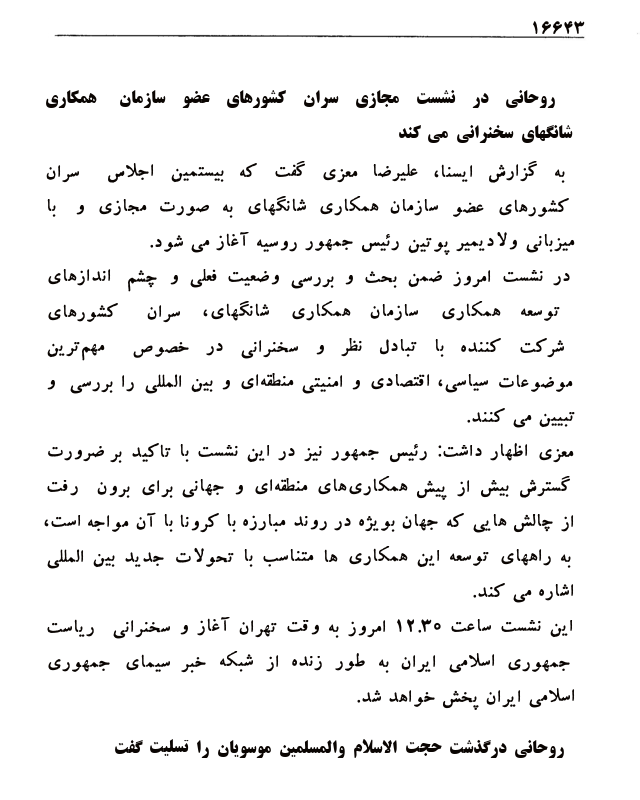 ۱۶۶۴۳
روحانی در نشست مجازی سران کشورهای عضو سازمان همکاری
شانگهای سخنرانی می کند
به گزارش ایسنا، علیرضا معزی گفت که بیستمین اجلاس سران
کشورهای عضو سازمان همکاری شانگهای به صورت مجازی و با
میزبانی ولادیمیر پوتین رئیس جمهور روسیه آغاز می شود.
در نشست امروز ضمن بحث و بررسی وضعیت فعلی و چشم اندازهای
توسعه همکاری سازمان همکاری شانگهای، سران کشورهای
شرکت کننده با تبادل نظر و سخنرانی در خصوص مهم‌ترین
موضوعات سیاسی، اقتصادی و امنیتی منطقه‌ای و بین المللی را بررسی و
تبیین می کنند.
معزی اظهار داشت: رئیس جمهور نیز در این نشست با تاکید بر ضرورت
گسترش بیش از پیش همکاری‌های منطقه‌ای و جهانی برای برون رفت
از چالش هایی که جهان بویژه در روند مبارزه با کرونا با آن مواجه است،
به راههای توسعه این همکاری ها متناسب با تحولات جدید بین المللی
اشاره می کند.
این نشست ساعت ۱۲.۳۰ امروز به وقت تهران آغاز و سخنرانی ریاست
جمهوری اسلامی ایران به طور زنده از شبکه خبر سیمای جمهوری
اسلامی ایران پخش خواهد شد.
روحانی درگذشت حجت الاسلام والمسلمین موسویان را تسلیت گفت